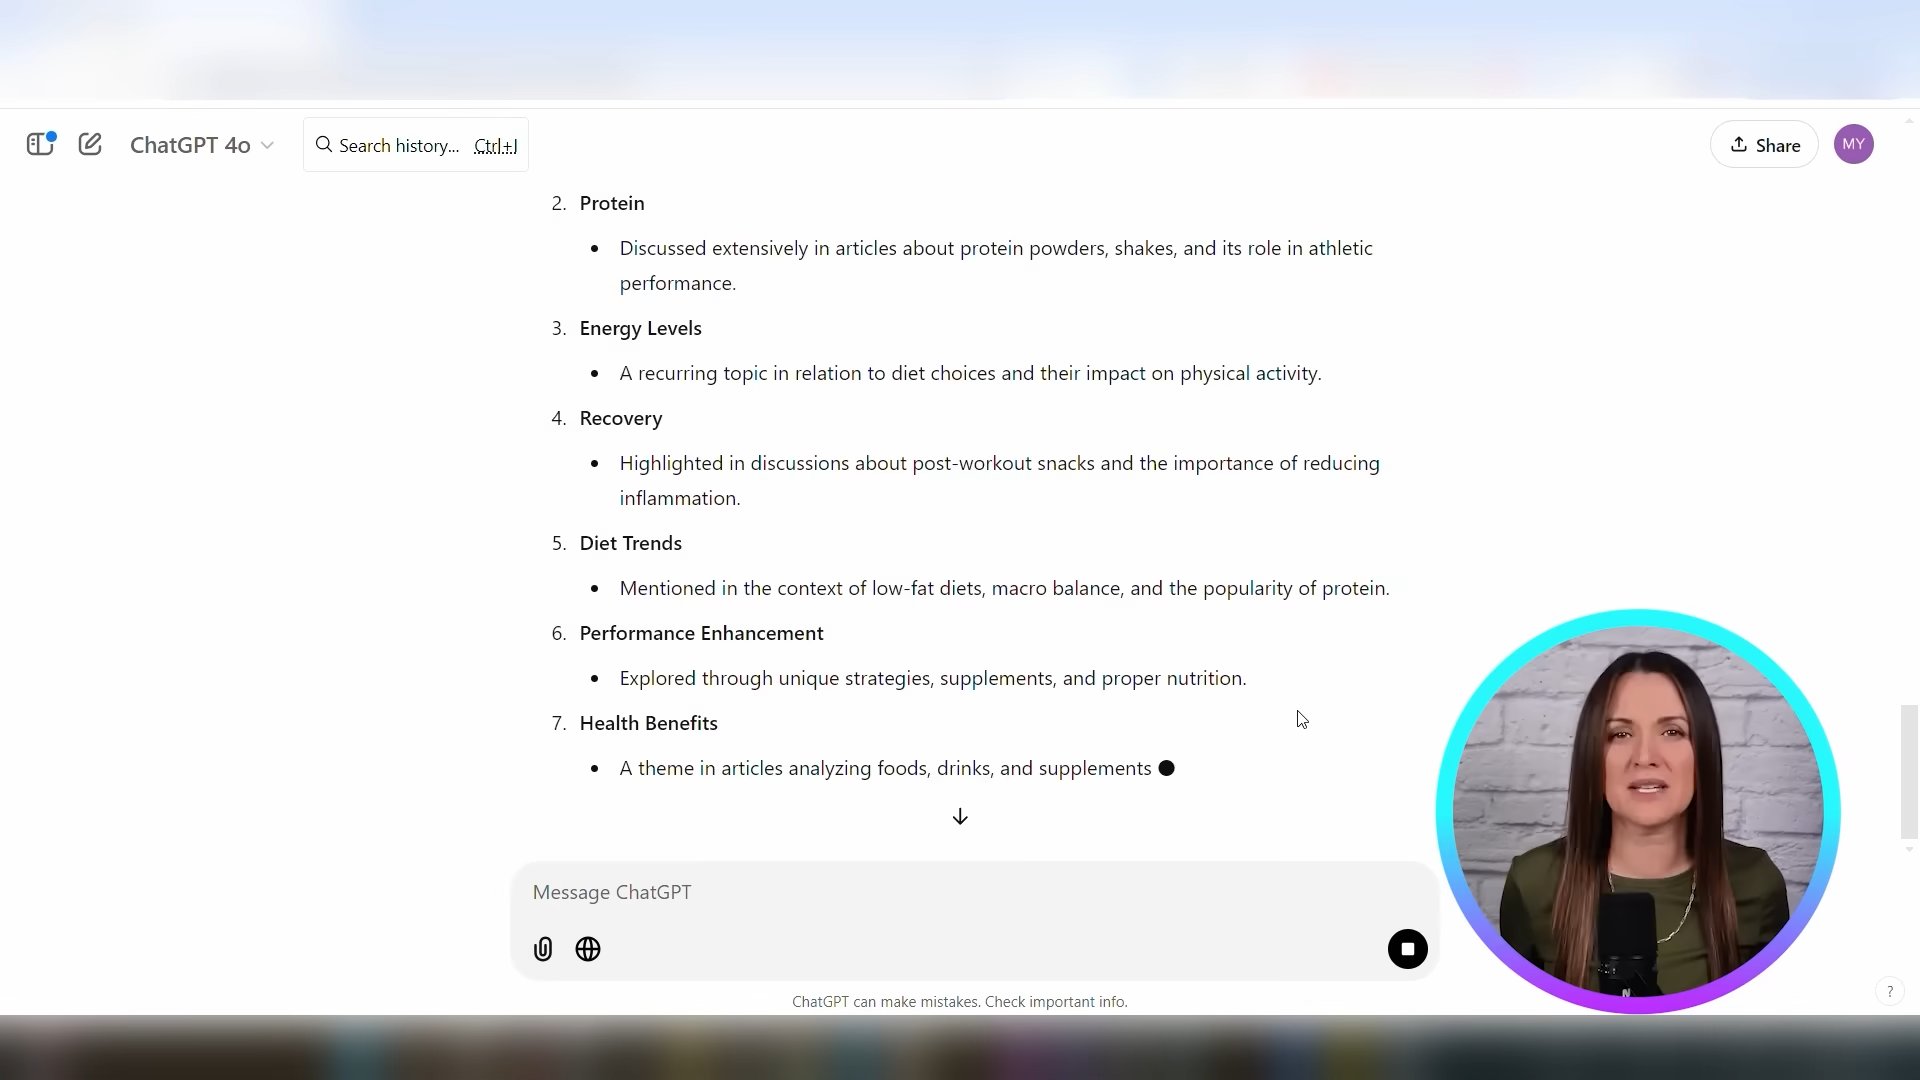 ChatGPT 4o
Search history... Ctrl+J
Share
MY
2. Protein
Discussed extensively in articles about protein powders, shakes, and its role in athletic
performance.
3. Energy Levels
A recurring topic in relation to diet choices and their impact on physical activity.
4. Recovery
Highlighted in discussions about post-workout snacks and the importance of reducing
inflammation.
5. Diet Trends
Mentioned in the context of low-fat diets, macro balance, and the popularity of protein.
6. Performance Enhancement
Explored through unique strategies, supplements, and proper nutrition.
7. Health Benefits
A theme in articles analyzing foods, drinks, and supplements
Message ChatGPT
ChatGPT can make mistakes. Check important info.
?